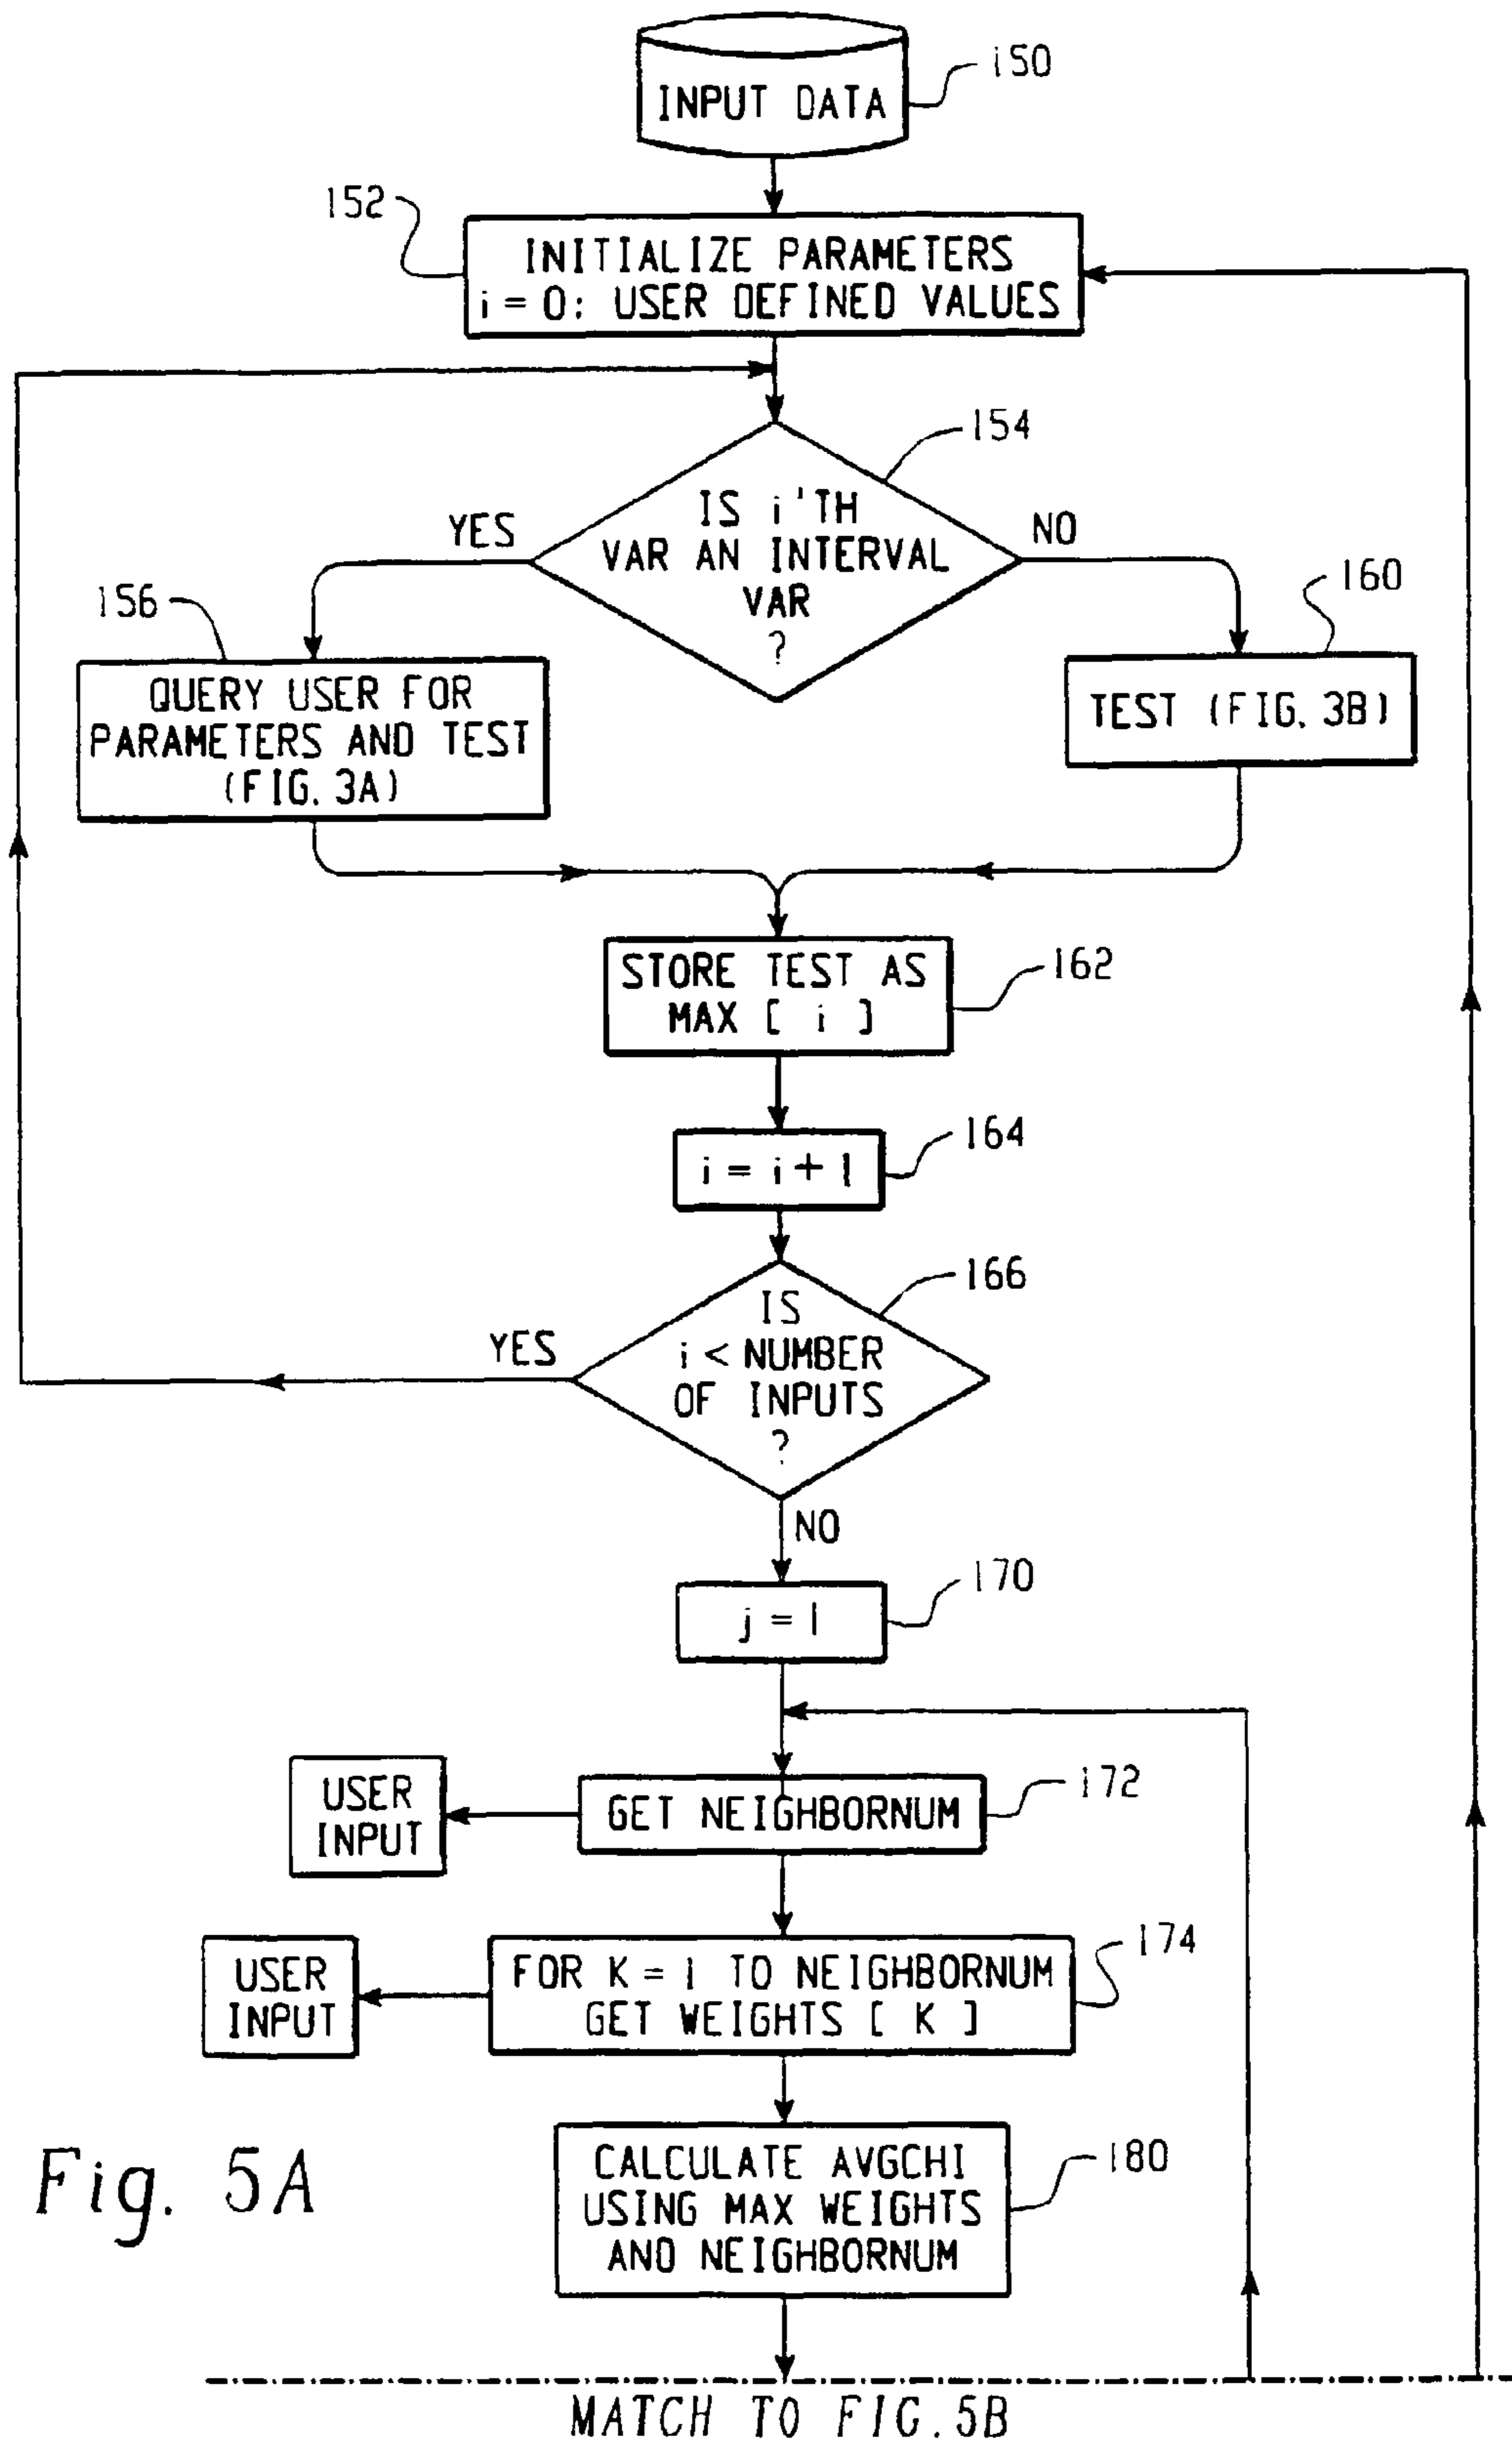 INPUT DATA
150
152
INITIALIZE PARAMETERS
i = 0: USER DEFINED VALUES
154
IS i'TH
VAR AN INTERVAL
VAR
?
YES
NO
156
QUERY USER FOR
PARAMETERS AND TEST
(FIG. 3A)
160
TEST (FIG. 3B)
STORE TEST AS
MAX [ i ]
162
i = i + 1
164
166
IS
i < NUMBER
OF INPUTS
?
YES
NO
j = 1
170
USER
INPUT
GET NEIGHBORNUM
172
USER
INPUT
FOR K = 1 TO NEIGHBORNUM
GET WEIGHTS [ K ]
174
CALCULATE AVGCHI
USING MAX WEIGHTS
AND NEIGHBORNUM
180
Fig. 5A
MATCH TO FIG. 5B